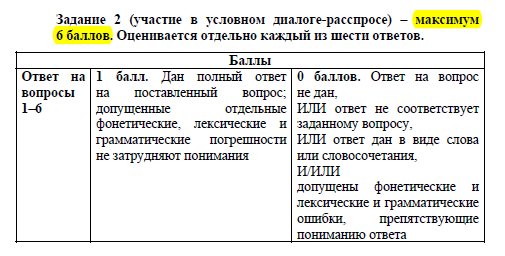 Задание 2 (участие в условном диалоге-расспросе) – максимум
6 баллов. Оценивается отдельно каждый из шести ответов.
Баллы
Ответ на
вопросы
1–6
1 балл. Дан полный ответ
на поставленный вопрос;
допущенные отдельные
фонетические, лексические и
грамматические погрешности
не затрудняют понимания
0 баллов. Ответ на вопрос
не дан,
ИЛИ ответ не соответствует
заданному вопросу,
ИЛИ ответ дан в виде слова
или словосочетания,
И/ИЛИ
допущены фонетические и
лексические и грамматические
ошибки, препятствующие
пониманию ответа